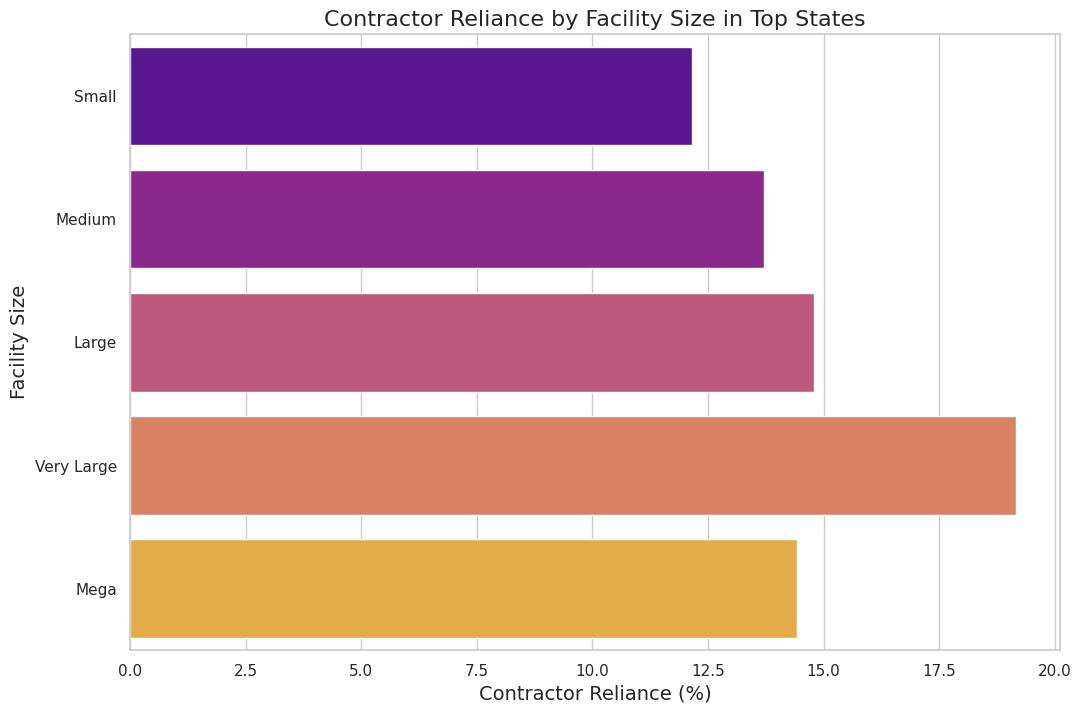 Contractor Reliance by Facility Size in Top States
Facility Size
Small
Medium
Large
Very Large
Mega
0.0 2.5 5.0 7.5 10.0 12.5 15.0 17.5 20.0
Contractor Reliance (%)